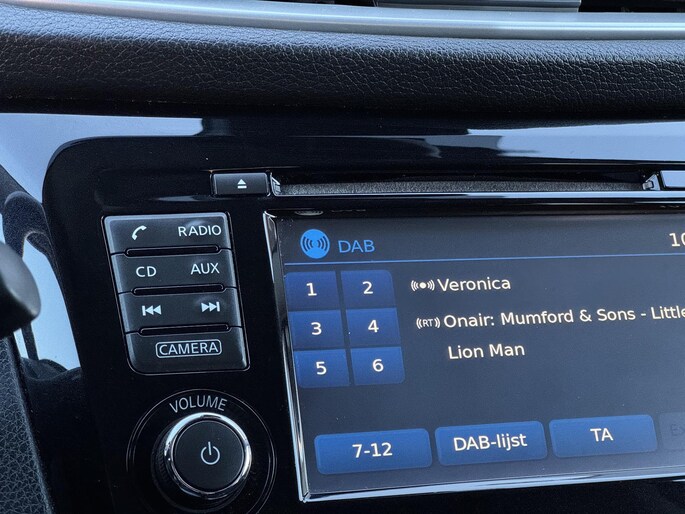 RADIO
CD AUX
CAMERA
VOLUME
DAB
1 2
3 4
5 6
Veronica
(RT) Onair: Mumford & Sons - Little
Lion Man
7-12 DAB-lijst TA